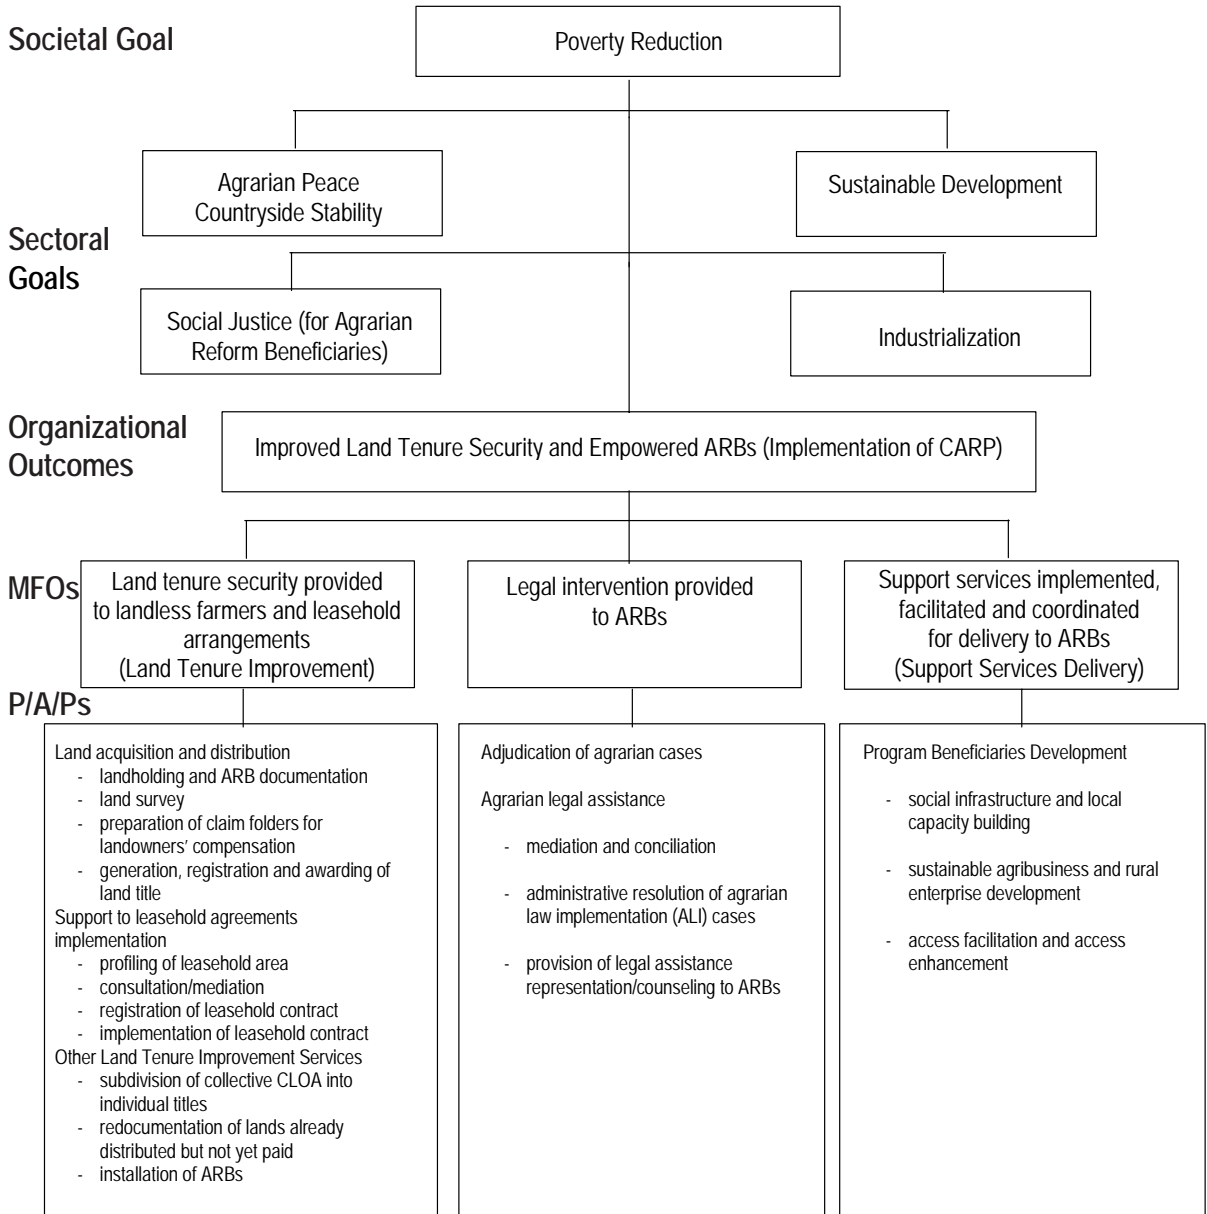 Societal Goal
Poverty Reduction
Agrarian Peace
Countryside Stability
Sustainable Development
Sectoral
Goals
Social Justice (for Agrarian
Reform Beneficiaries)
Industrialization
Organizational
Outcomes
Improved Land Tenure Security and Empowered ARBs (Implementation of CARP)
MFOs
Land tenure security provided
to landless farmers and leasehold
arrangements
(Land Tenure Improvement)
Legal intervention provided
to ARBs
Support services implemented,
facilitated and coordinated
for delivery to ARBs
(Support Services Delivery)
P/A/Ps
Land acquisition and distribution
- landholding and ARB documentation
- land survey
- preparation of claim folders for
landowners’ compensation
- generation, registration and awarding of
land title
Support to leasehold agreements
implementation
- profiling of leasehold area
- consultation/mediation
- registration of leasehold contract
- implementation of leasehold contract
Other Land Tenure Improvement Services
- subdivision of collective CLOA into
individual titles
- redocumentation of lands already
distributed but not yet paid
- installation of ARBs
Adjudication of agrarian cases
Agrarian legal assistance
- mediation and conciliation
- administrative resolution of agrarian
law implementation (ALI) cases
- provision of legal assistance
representation/counseling to ARBs
Program Beneficiaries Development
- social infrastructure and local
capacity building
- sustainable agribusiness and rural
enterprise development
- access facilitation and access
enhancement